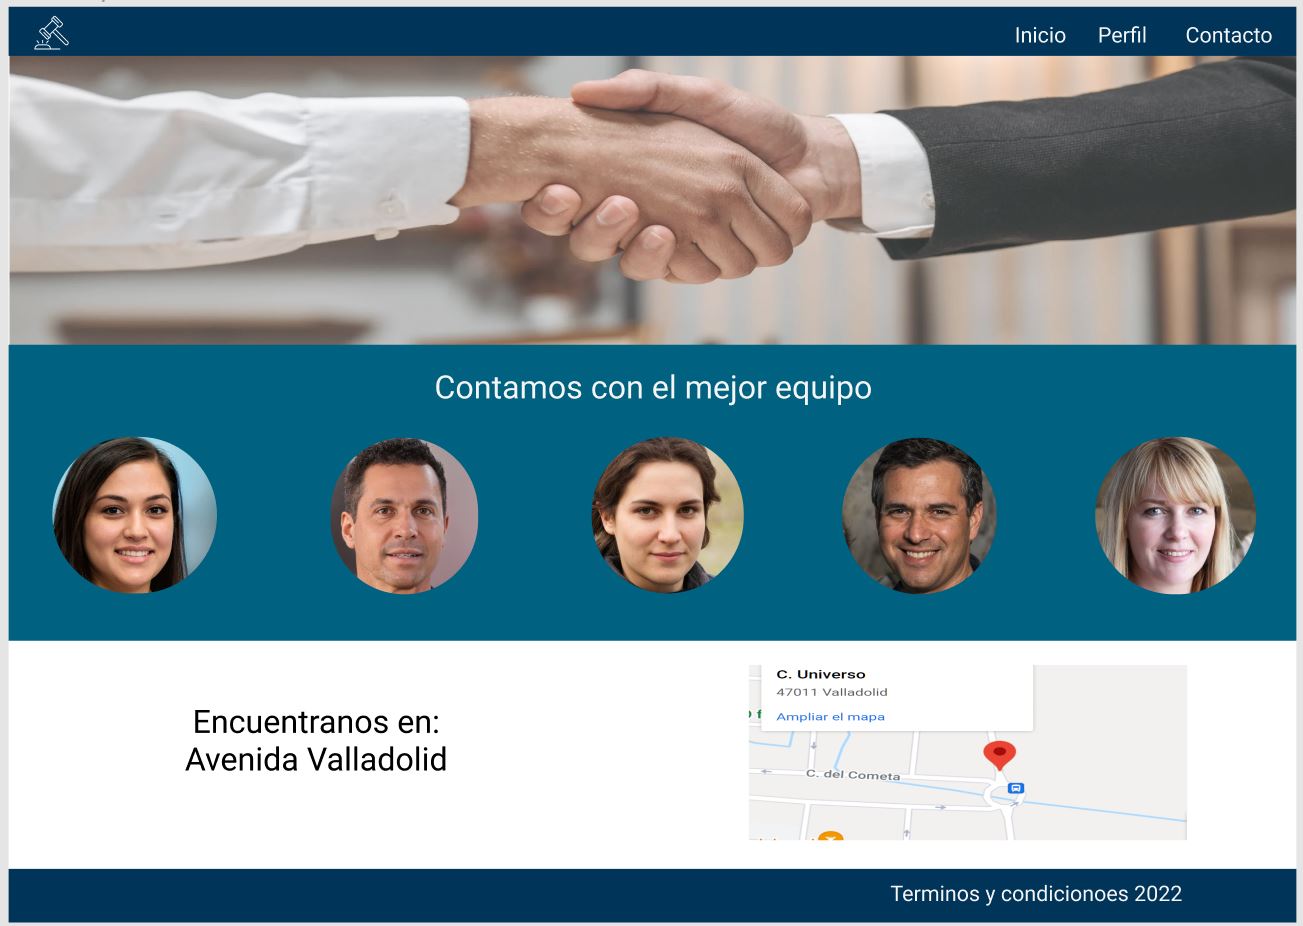 Inicio Perfil Contacto
Contamos con el mejor equipo
Encuentranos en:
Avenida Valladolid
C. Universo
47011 Valladolid
Ampliar el mapa
C. del Cometa
Terminos y condicionoes 2022